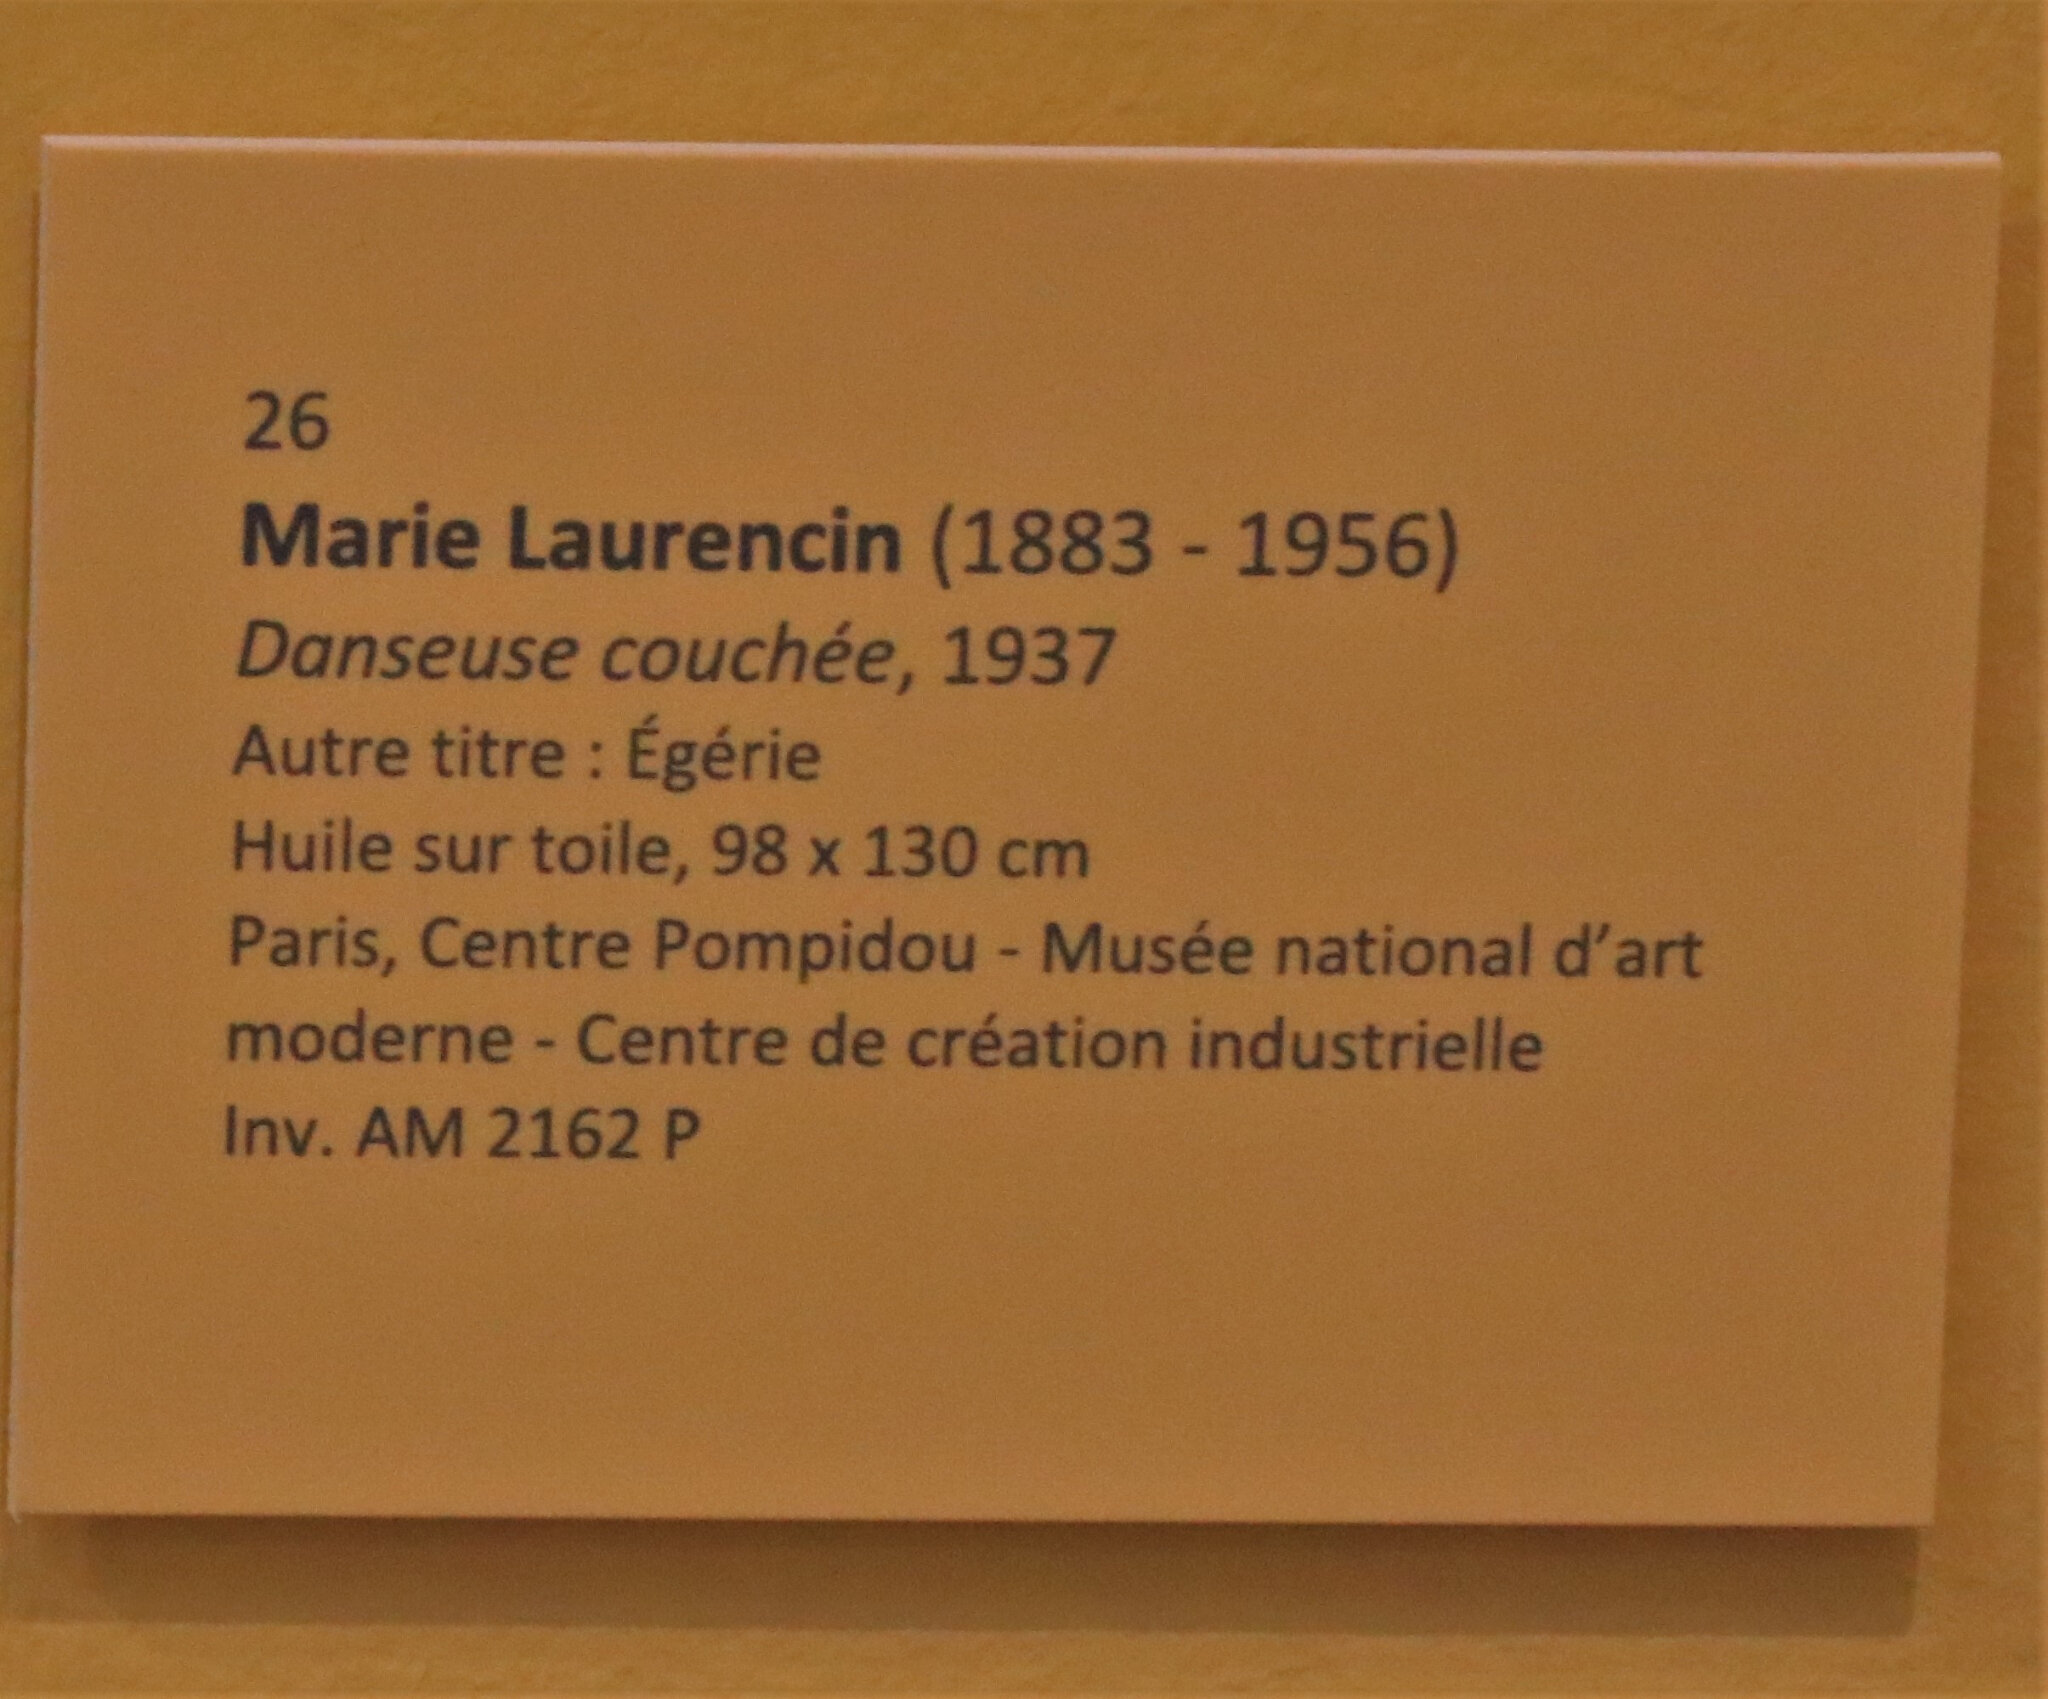 26
Marie Laurencin (1883 - 1956)
Danseuse couchée, 1937
Autre titre : Égérie
Huile sur toile, 98 x 130 cm
Paris, Centre Pompidou - Musée national d’art
moderne - Centre de création industrielle
Inv. AM 2162 P